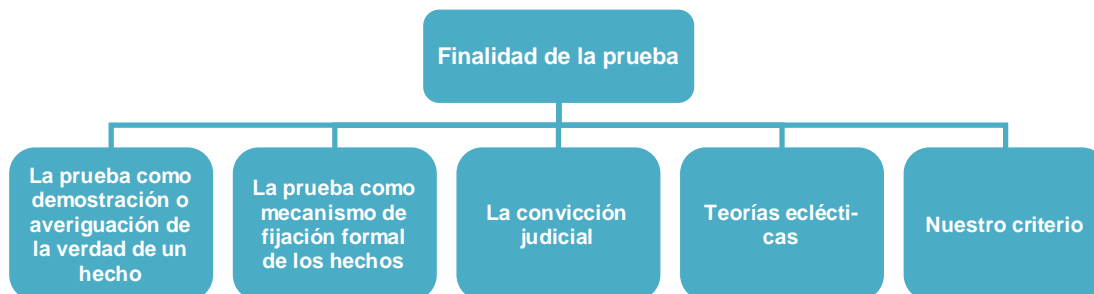 Finalidad de la prueba
La prueba como
demostración o
averiguación de
la verdad de un
hecho
La prueba como
mecanismo de
fijación formal
de los hechos
La convicción
judicial
Teorías eclécti-
cas
Nuestro criterio